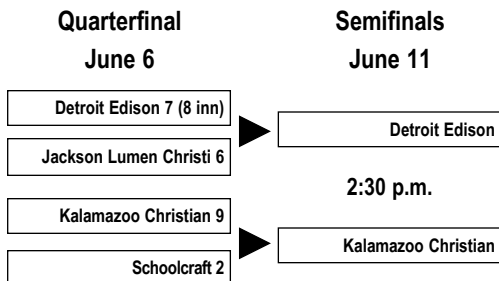 Quarterfinal
June 6
Detroit Edison 7 (8 inn)
Jackson Lumen Christi 6
Kalamazoo Christian 9
Schoolcraft 2
Semifinals
June 11
Detroit Edison
2:30 p.m.
Kalamazoo Christian